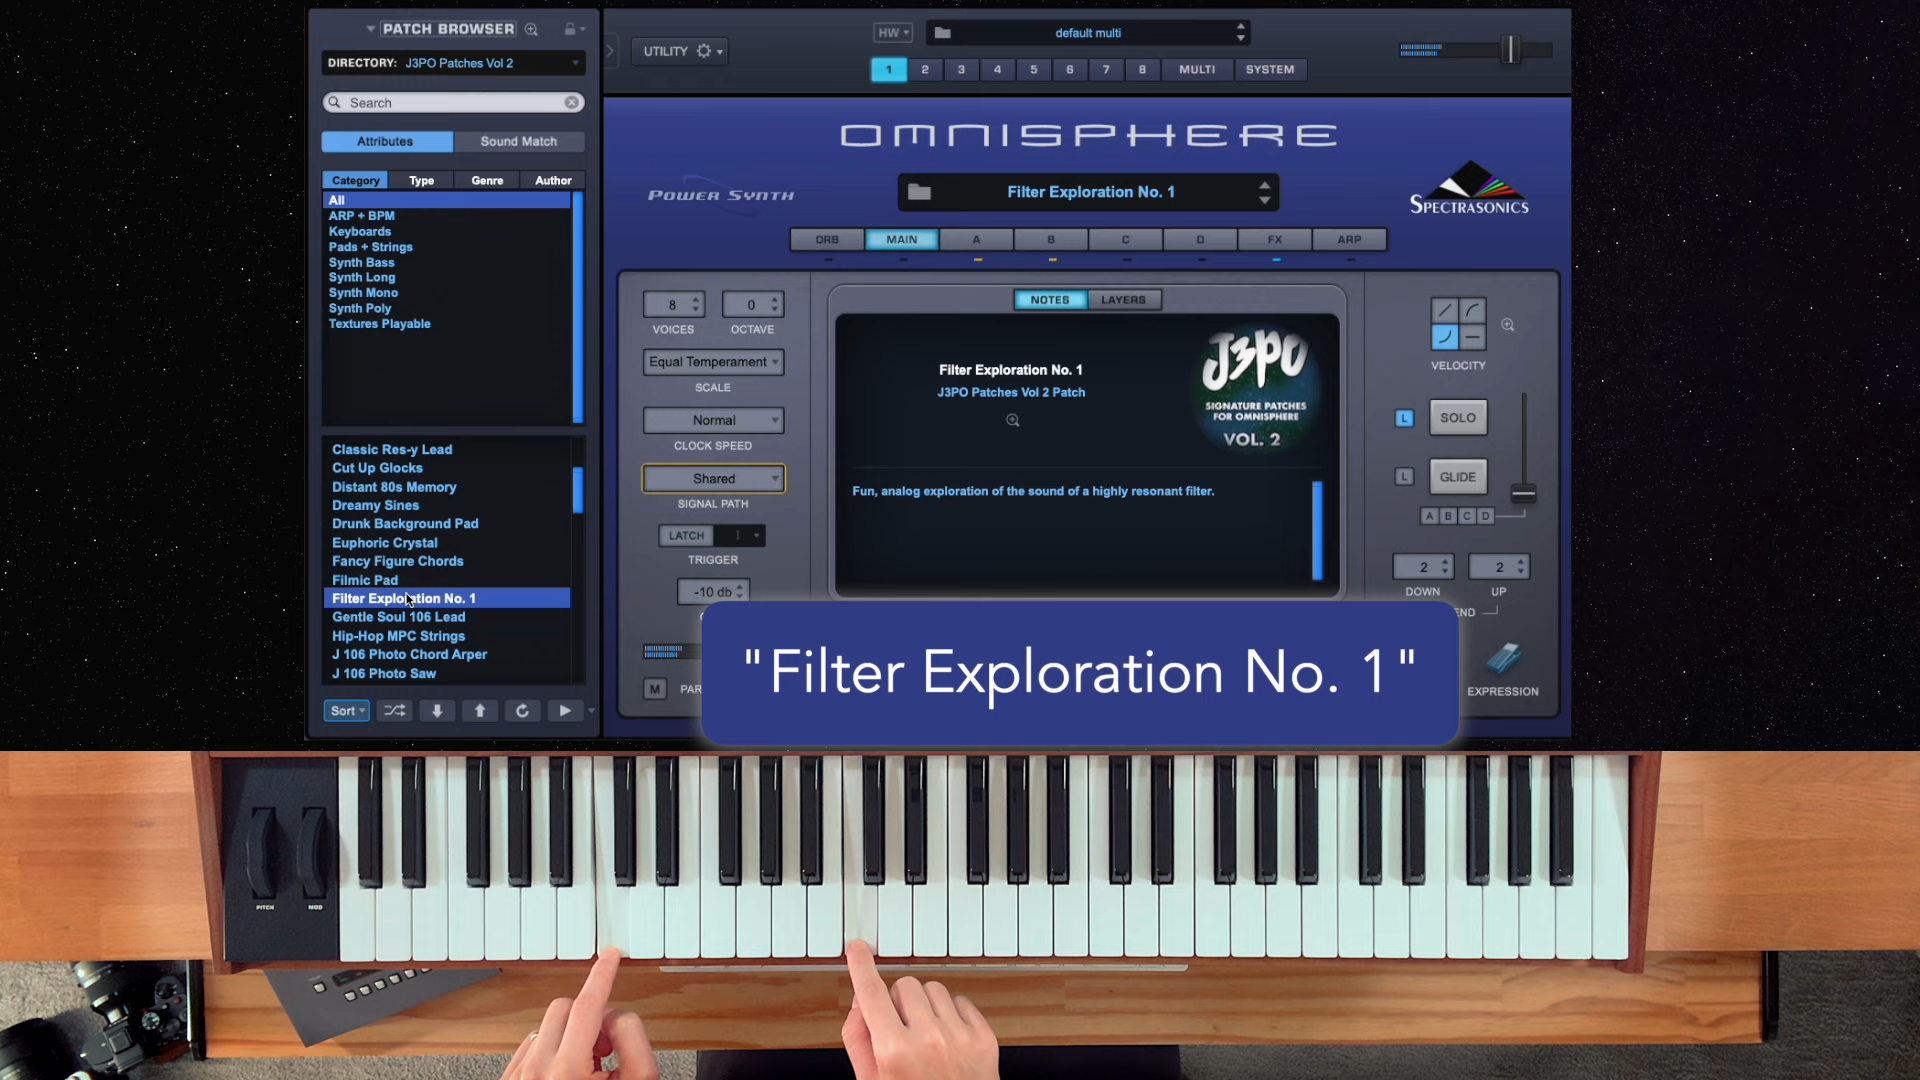 PATCH BROWSER
DIRECTORY: J3PO Patches Vol 2
Search
Attributes
Sound Match
Category
Type
Genre
Author
All
ARP + BPM
Keyboards
Pads + Strings
Synth Bass
Synth Long
Synth Mono
Synth Poly
Textures Playable
Classic Res-y Lead
Cut Up Glocks
Distant 80s Memory
Dreamy Sines
Drunk Background Pad
Euphoric Crystal
Fancy Figure Chords
Filmic Pad
Filter Exploration No. 1
Gentle Soul 106 Lead
Hip-Hop MPC Strings
J 106 Photo Chord Arper
J 106 Photo Saw
Sort
UTILITY
HW
default multi
1 2 3 4 5 6 7 8 MULTI SYSTEM
OMNISPHERE
POWER SYNTH
Filter Exploration No. 1
SPECTRASONICS
ORB MAIN A B C D FX ARP
8
VOICES
0
OCTAVE
Equal Temperament
SCALE
Normal
CLOCK SPEED
Shared
SIGNAL PATH
LATCH
TRIGGER
-10 db
M
NOTES
LAYERS
Filter Exploration No. 1
J3PO Patches Vol 2 Patch
J3PO
SIGNATURE PATCHES
FOR OMNISPHERE
VOL. 2
Fun, analog exploration of the sound of a highly resonant filter.
VELOCITY
L
SOLO
L
GLIDE
A B C D
2
DOWN
2
UP
EXPRESSION
"Filter Exploration No. 1"
PITCH
MOD